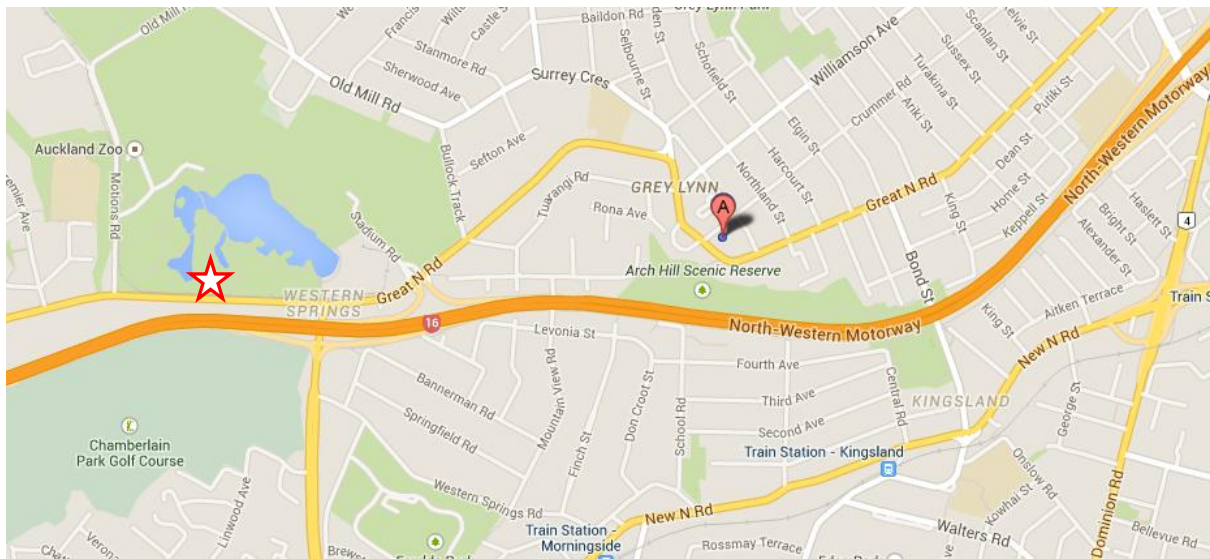 Old Mill Rd
Francis
Stanmore Rd
Castle St
Sherwood Ave
Old Mill Rd
Baildon Rd
Selbourne St
Surrey Cres
Schofield St
Williamson Ave
Crummer Rd
Turakina St
Ariki St
Sussex St
Scanlan St
Putiki St
Dean St
Home St
Keppell St
King St
Elgin St
Harcourt St
Northland St
Great N Rd
North-Western Motorway
Auckland Zoo
Motions Rd
Bullock Track
Sefton Ave
Tuarangi Rd
Rona Ave
GREY LYNN
A
Stadium Rd
Great N Rd
WESTERN
SPRINGS
Arch Hill Scenic Reserve
Bond St
Bright St
Alexander St
Haslett St
4
16
North-Western Motorway
King St
Aitken Terrace
New N Rd
Train S
Levonia St
Mountain View Rd
Bannerman Rd
Springfield Rd
Finch St
Don Croot St
School Rd
Fourth Ave
Third Ave
Second Ave
Central Rd
KINGSLAND
George St
Train Station - Kingsland
Chamberlain
Park Golf Course
Linwood Ave
Western Springs Rd
New N Rd
Train Station -
Morningside
Rossmay Terrace
Walters Rd
Onslow Rd
Kowhai St
Dominion Rd
Bellevue Rd